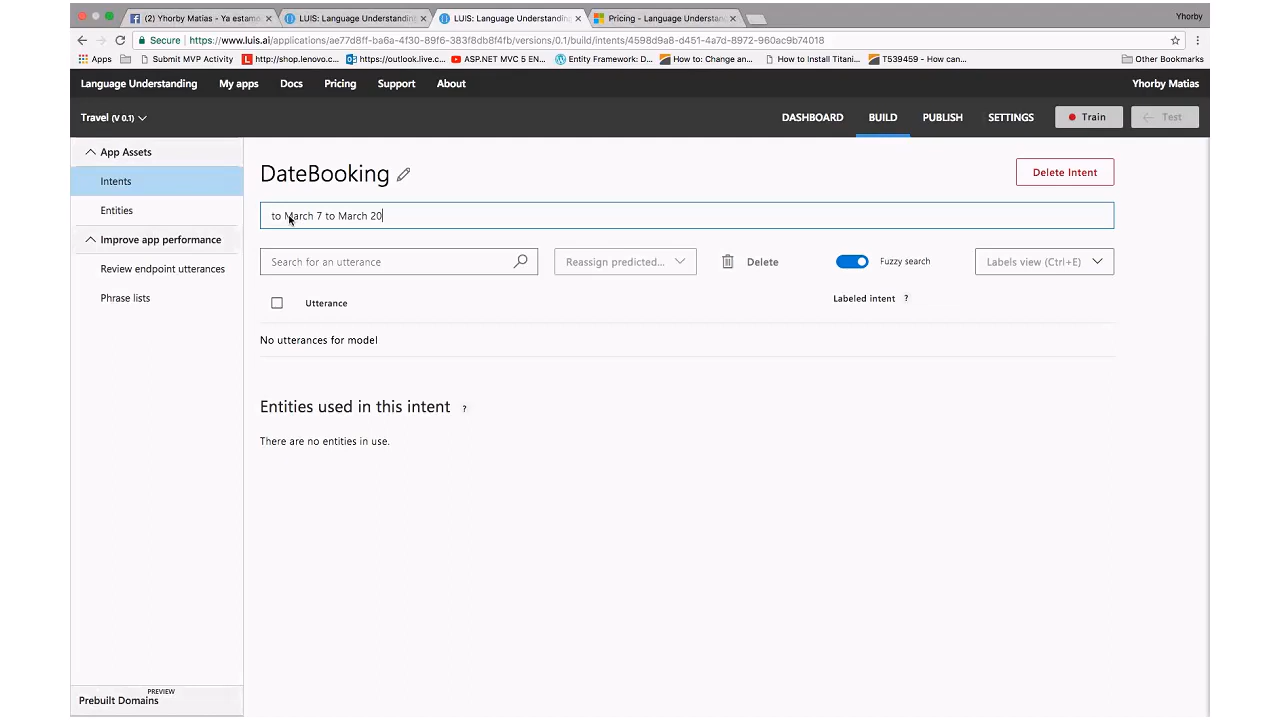 (2) Yhorby Matias - Ya estamo
LUIS: Language Understandin
LUIS: Language Understandin
Pricing - Language Understan
Yhorby
Secure
https://www.luis.ai/applications/ae77d8ff-ba6a-4f30-89f6-383f8db8f4fb/versions/0.1/build/intents/4598d9a8-d451-4a7d-8972-960ac9b74018
Apps
Submit MVP Activity
http://shop.lenovo.c...
https://outlook.live.c...
ASP.NET MVC 5 EN...
Entity Framework: D...
How to: Change an...
How to Install Titani...
T539459 - How can...
Other Bookmarks
Language Understanding
My apps
Docs
Pricing
Support
About
Yhorby Matias
Travel (V 0.1)
DASHBOARD
BUILD
PUBLISH
SETTINGS
Train
Test
App Assets
Intents
Entities
Improve app performance
Review endpoint utterances
Phrase lists
DateBooking
Delete Intent
to March 7 to March 20
Search for an utterance
Reassign predicted...
Delete
Fuzzy search
Labels view (Ctrl+E)
Utterance
Labeled intent ?
No utterances for model
Entities used in this intent ?
There are no entities in use.
PREVIEW
Prebuilt Domains